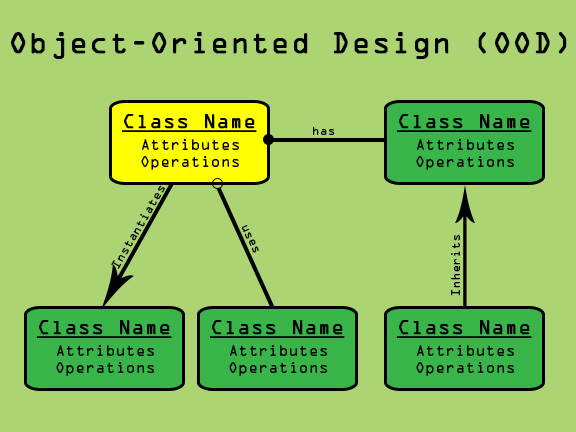 Object-Oriented Design (OOD)
Class Name
Attributes
Operations
has
Class Name
Attributes
Operations
Instantiates
uses
Inherits
Class Name
Attributes
Operations
Class Name
Attributes
Operations
Class Name
Attributes
Operations